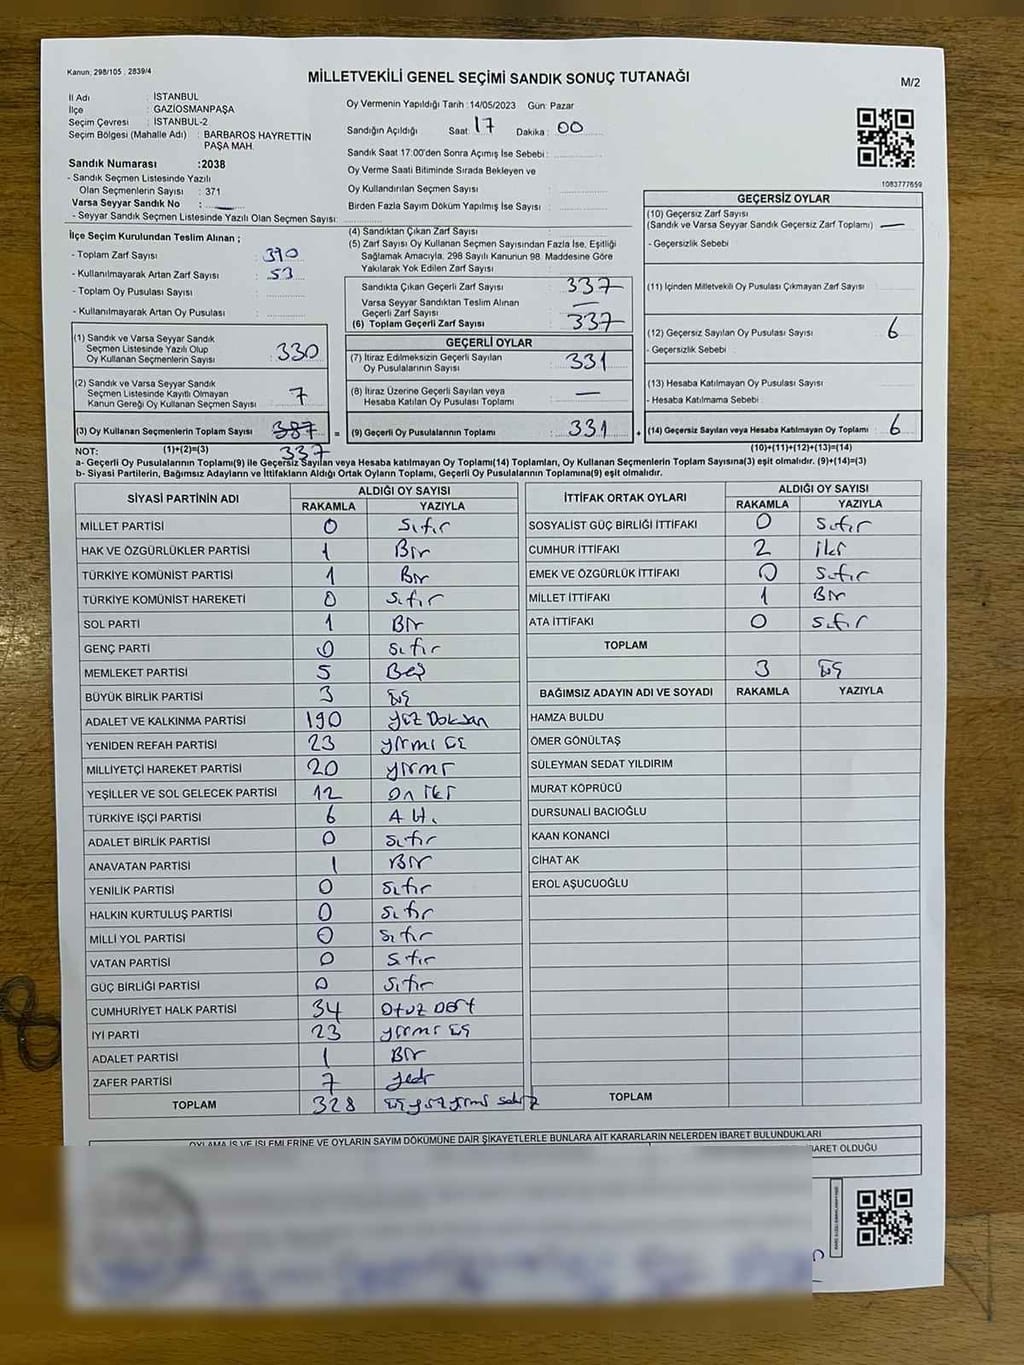 Kanun; 298/105 , 2839/4
MİLLETVEKİLİ GENEL SEÇİMİ SANDIK SONUÇ TUTANAĞI
M/2
İl Adı : İSTANBUL
İlçe : GAZİOSMANPAŞA
Seçim Çevresi : İSTANBUL-2
Seçim Bölgesi (Mahalle Adı) : BARBAROS HAYRETTİN
PAŞA MAH.
Sandık Numarası :2038
- Sandık Seçmen Listesinde Yazılı
Olan Seçmenlerin Sayısı : 371
Varsa Seyyar Sandık No : —
- Seyyar Sandık Seçmen Listesinde Yazılı Olan Seçmen Sayısı:
Oy Vermenin Yapıldığı Tarih :14/05/2023 Gün: Pazar
Sandığın Açıldığı Saat: 17 Dakika : 00
Sandık Saat 17:00'den Sonra Açımış İse Sebebi :
Oy Verme Saati Bitiminde Sırada Bekleyen ve
Oy Kullandırılan Seçmen Sayısı :
Birden Fazla Sayım Döküm Yapılmış İse Sayısı :
1083777659
İlçe Seçim Kurulundan Teslim Alınan ;
- Toplam Zarf Sayısı : 390
- Kullanılmayarak Artan Zarf Sayısı : 53
- Toplam Oy Pusulası Sayısı :
- Kullanılmayarak Artan Oy Pusulası :
(4) Sandıktan Çıkan Zarf Sayısı :
(5) Zarf Sayısı Oy Kullanan Seçmen Sayısından Fazla İse, Eşitliği
Sağlamak Amacıyla, 298 Sayılı Kanunun 98. Maddesine Göre
Yakılarak Yok Edilen Zarf Sayısı :
Sandıkta Çıkan Geçerli Zarf Sayısı : 337
Varsa Seyyar Sandıktan Teslim Alınan
Geçerli Zarf Sayısı : —
(6) Toplam Geçerli Zarf Sayısı : 337
GEÇERSİZ OYLAR
(10) Geçersiz Zarf Sayısı
(Sandık ve Varsa Seyyar Sandık Geçersiz Zarf Toplamı) —
- Geçersizlik Sebebi
(11) İçinden Milletvekili Oy Pusulası Çıkmayan Zarf Sayısı :
(12) Geçersiz Sayılan Oy Pusulası Sayısı 6
- Geçersizlik Sebebi
(13) Hesaba Katılmayan Oy Pusulası Sayısı
- Hesaba Katılmama Sebebi
(14) Geçersiz Sayılan veya Hesaba Katılmayan Oy Toplamı : 6
(1) Sandık ve Varsa Seyyar Sandık
Seçmen Listesinde Yazılı Olup
Oy Kullanan Seçmenlerin Sayısı : 330
(2) Sandık ve Varsa Seyyar Sandık
Seçmen Listesinde Kayıtlı Olmayan
Kanun Gereği Oy Kullanan Seçmen Sayısı : 7
(3) Oy Kullanan Seçmenlerin Toplam Sayısı : 387 =
337
GEÇERLİ OYLAR
(7) İtiraz Edilmeksizin Geçerli Sayılan
Oy Pusulasının Sayısı : 331
(8) İtiraz Üzerine Geçerli Sayılan veya
Hesaba Katılan Oy Pusulası Toplamı : —
(9) Geçerli Oy Pusulalarının Toplamı : 331 +
NOT: (1)+(2)=(3) (10)+(11)+(12)+(13)=(14)
a- Geçerli Oy Pusulalarının Toplamı(9) ile Geçersiz Sayılan veya Hesaba katılmayan Oy Toplamı(14) Toplamları, Oy Kullanan Seçmenlerin Toplam Sayısına(3) eşit olmalıdır. (9)+(14)=(3)
b- Siyasi Partilerin, Bağımsız Adayların ve İttifakların Aldığı Ortak Oyların Toplamı, Geçerli Oy Pusulalarının Toplamına(9) eşit olmalıdır.
SİYASİ PARTİNİN ADI ALDIĞI OY SAYISI
RAKAMLA YAZIYLA
MİLLET PARTİSİ 0 Sıfır
HAK VE ÖZGÜRLÜKLER PARTİSİ 1 Bir
TÜRKİYE KOMÜNİST PARTİSİ 1 Bir
TÜRKİYE KOMÜNİST HAREKETİ 0 Sıfır
SOL PARTİ 1 Bir
GENÇ PARTİ 0 Sıfır
MEMLEKET PARTİSİ 5 Beş
BÜYÜK BİRLİK PARTİSİ 3 üç
ADALET VE KALKINMA PARTİSİ 190 yüz Doksan
YENİDEN REFAH PARTİSİ 23 yirmi üç
MİLLİYETÇİ HAREKET PARTİSİ 20 yirmi
YEŞİLLER VE SOL GELECEK PARTİSİ 12 on iki
TÜRKİYE İŞÇİ PARTİSİ 6 Altı
ADALET BİRLİK PARTİSİ 0 Sıfır
ANAVATAN PARTİSİ 1 Bir
YENİLİK PARTİSİ 0 Sıfır
HALKIN KURTULUŞ PARTİSİ 0 Sıfır
MİLLİ YOL PARTİSİ 0 Sıfır
VATAN PARTİSİ 0 Sıfır
GÜÇ BİRLİĞİ PARTİSİ 0 Sıfır
CUMHURİYET HALK PARTİSİ 34 Otuz Dört
İYİ PARTİ 23 yirmi üç
ADALET PARTİSİ 1 Bir
ZAFER PARTİSİ 7 yedi
TOPLAM 328 üç yüz yirmi sekiz
İTTİFAK ORTAK OYLARI ALDIĞI OY SAYISI
RAKAMLA YAZIYLA
SOSYALİST GÜÇ BİRLİĞİ İTTİFAKI 0 Sıfır
CUMHUR İTTİFAKI 2 iki
EMEK VE ÖZGÜRLÜK İTTİFAKI 0 Sıfır
MİLLET İTTİFAKI 1 Bir
ATA İTTİFAKI 0 Sıfır
TOPLAM
3 üç
BAĞIMSIZ ADAYIN ADI VE SOYADI RAKAMLA YAZIYLA
HAMZA BULDU
ÖMER GÖNÜLTAŞ
SÜLEYMAN SEDAT YILDIRIM
MURAT KÖPRÜCÜ
DURSUNALİ BACIOĞLU
KAAN KONANCİ
CİHAT AK
EROL AŞUCUOĞLU
TOPLAM
OYLAMA İŞ VE İŞLEMLERİNE VE OYLARIN SAYIM DÖKÜMÜNE DAİR ŞİKAYETLERLE BUNLARA AİT KARARLARIN NELERDEN İBARET BULUNDUKLARI
İBARET OLDUĞU